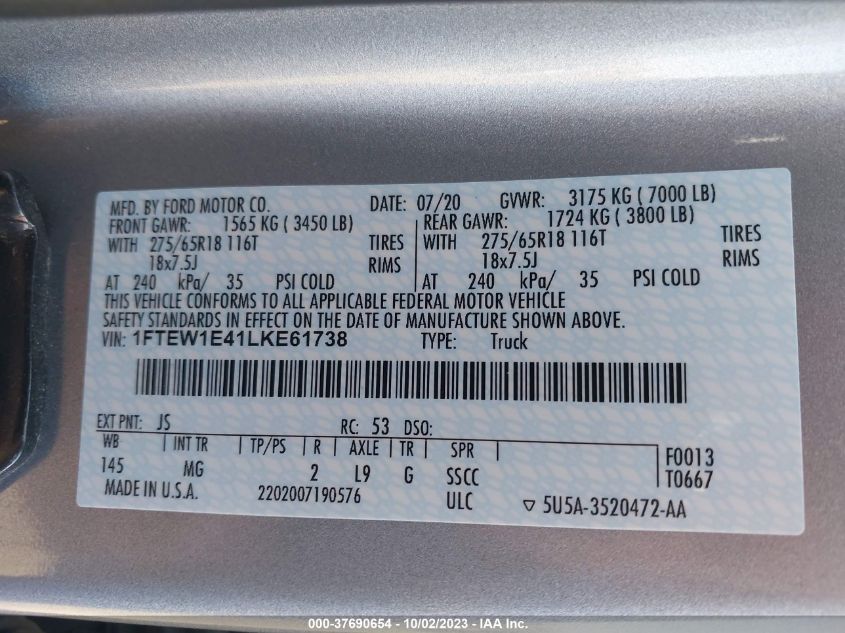 MFD. BY FORD MOTOR CO. DATE: 07/20 GVWR: 3175 KG ( 7000 LB)
FRONT GAWR: 1565 KG ( 3450 LB) REAR GAWR: 1724 KG ( 3800 LB)
WITH 275/65R18 116T TIRES WITH 275/65R18 116T TIRES
18x7.5J RIMS 18x7.5J RIMS
AT 240 kPa/ 35 PSI COLD AT 240 kPa/ 35 PSI COLD
THIS VEHICLE CONFORMS TO ALL APPLICABLE FEDERAL MOTOR VEHICLE
SAFETY STANDARDS IN EFFECT ON THE DATE OF MANUFACTURE SHOWN ABOVE.
VIN: 1FTEW1E41LKE61738 TYPE: Truck
EXT PNT: JS RC: 53 DSO:
WB INT TR TP/PS R AXLE TR SPR F0013
145 MG 2 L9 G SSCC T0667
MADE IN U.S.A. 2202007190576 ULC ▽ 5U5A-3520472-AA
000-37690654 - 10/02/2023 - IAA Inc.